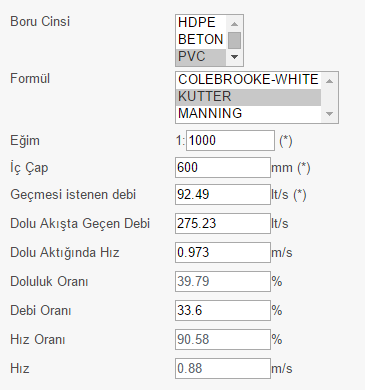 Boru Cinsi
HDPE
BETON
PVC
Formül
COLEBROOKE-WHITE
KUTTER
MANNING
Eğim 1: 1000 (*)
İç Çap 600 mm (*)
Geçmesi istenen debi 92.49 lt/s (*)
Dolu Akışta Geçen Debi 275.23 lt/s
Dolu Aktığında Hız 0.973 m/s
Doluluk Oranı 39.79 %
Debi Oranı 33.6 %
Hız Oranı 90.58 %
Hız 0.88 m/s